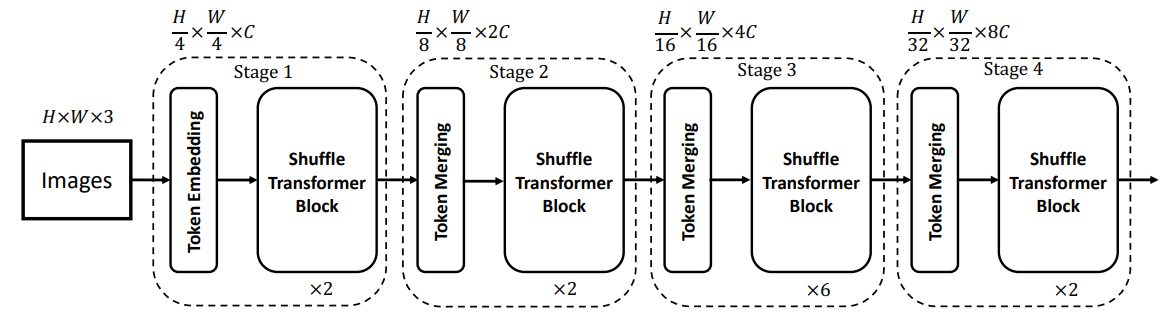 H/4 × W/4 × C
H/8 × W/8 × 2C
H/16 × W/16 × 4C
H/32 × W/32 × 8C
Stage 1
Stage 2
Stage 3
Stage 4
H×W×3
Images
Token Embedding
Shuffle
Transformer
Block
×2
Token Merging
Shuffle
Transformer
Block
×2
Token Merging
Shuffle
Transformer
Block
×6
Token Merging
Shuffle
Transformer
Block
×2